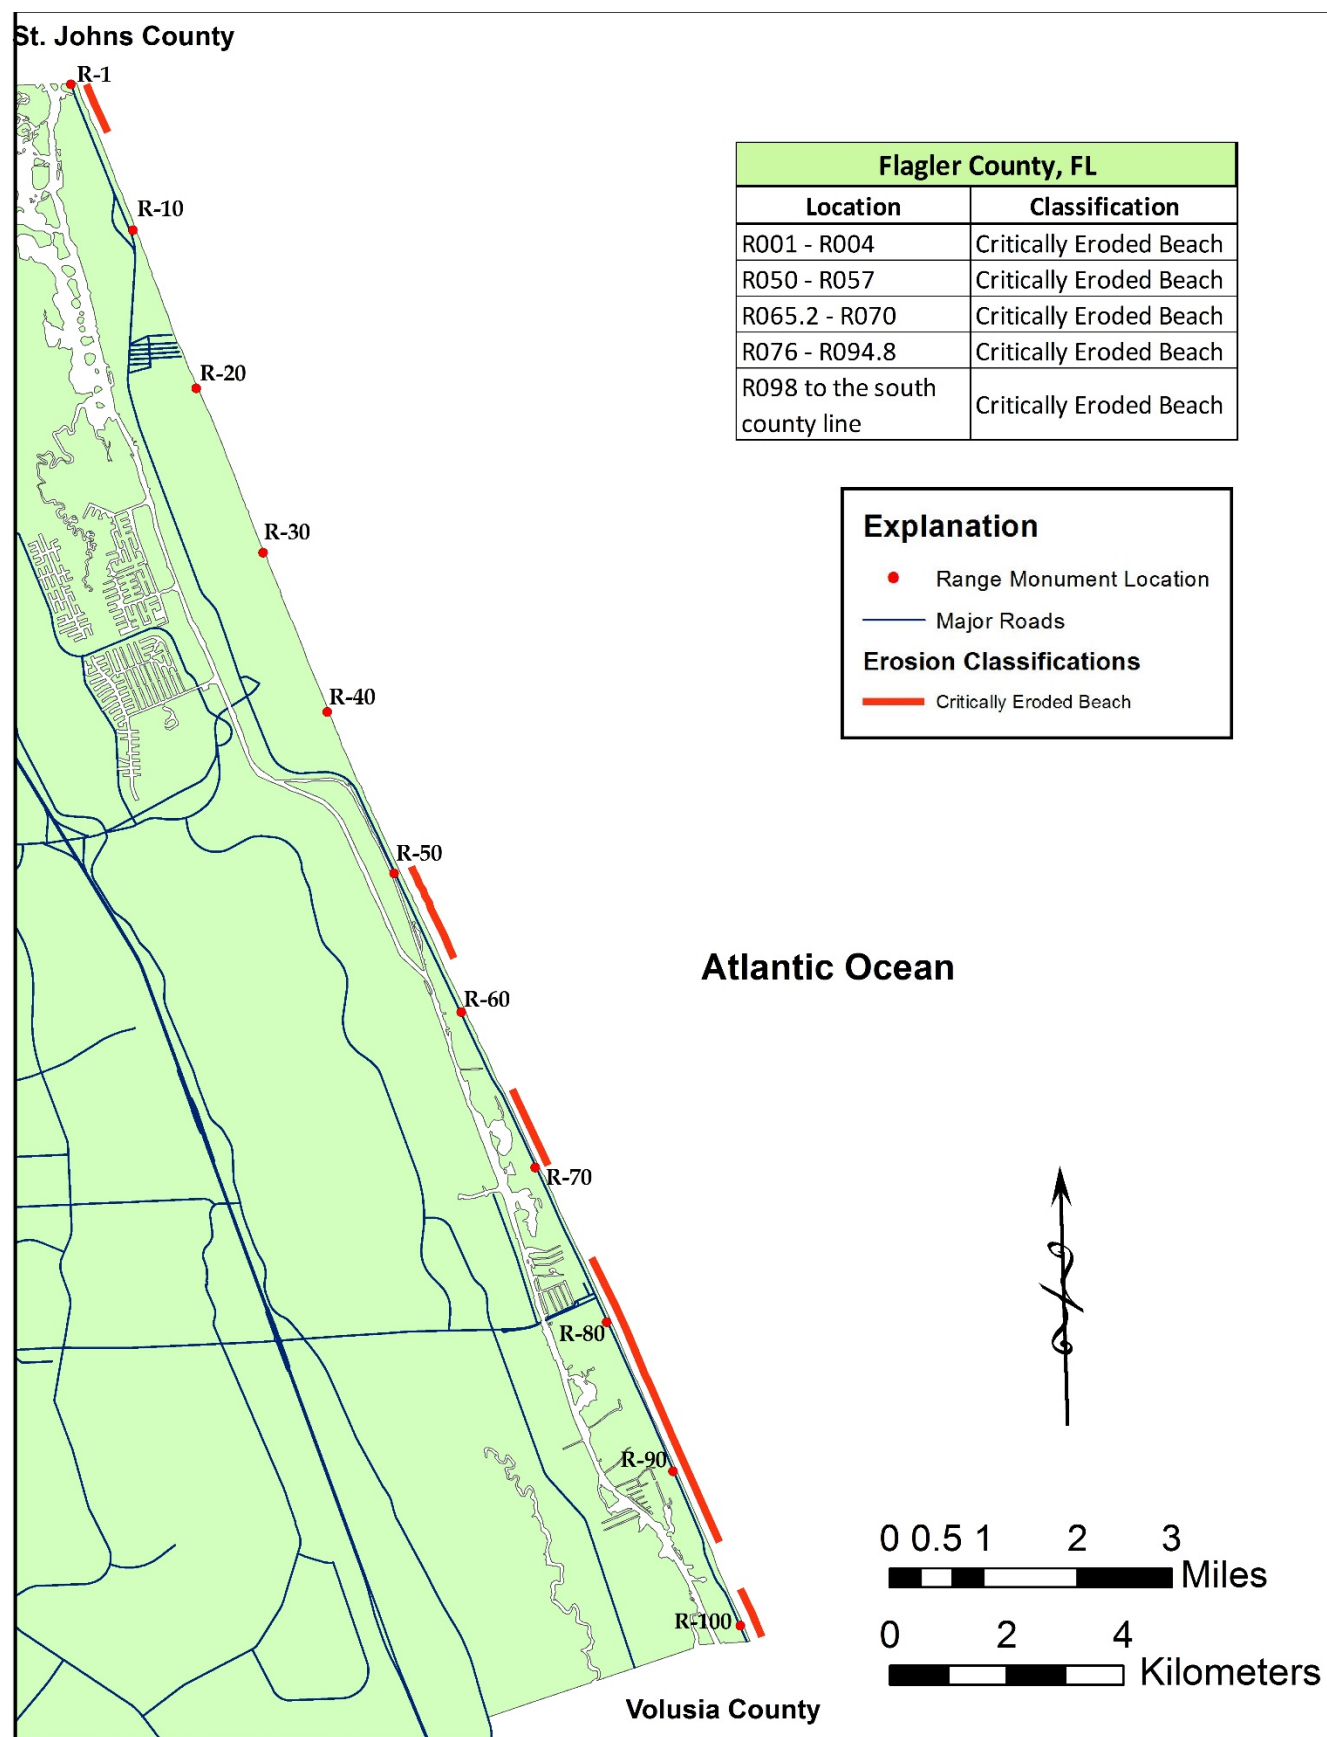 St. Johns County
R-1
R-10
R-20
R-30
R-40
R-50
R-60
R-70
R-80
R-90
R-100
Flagler County, FL
Location Classification
R001 - R004 Critically Eroded Beach
R050 - R057 Critically Eroded Beach
R065.2 - R070 Critically Eroded Beach
R076 - R094.8 Critically Eroded Beach
R098 to the south
county line
Critically Eroded Beach
Explanation
Range Monument Location
Major Roads
Erosion Classifications
Critically Eroded Beach
Atlantic Ocean
0 0.5 1 2 3
Miles
0 2 4
Kilometers
Volusia County